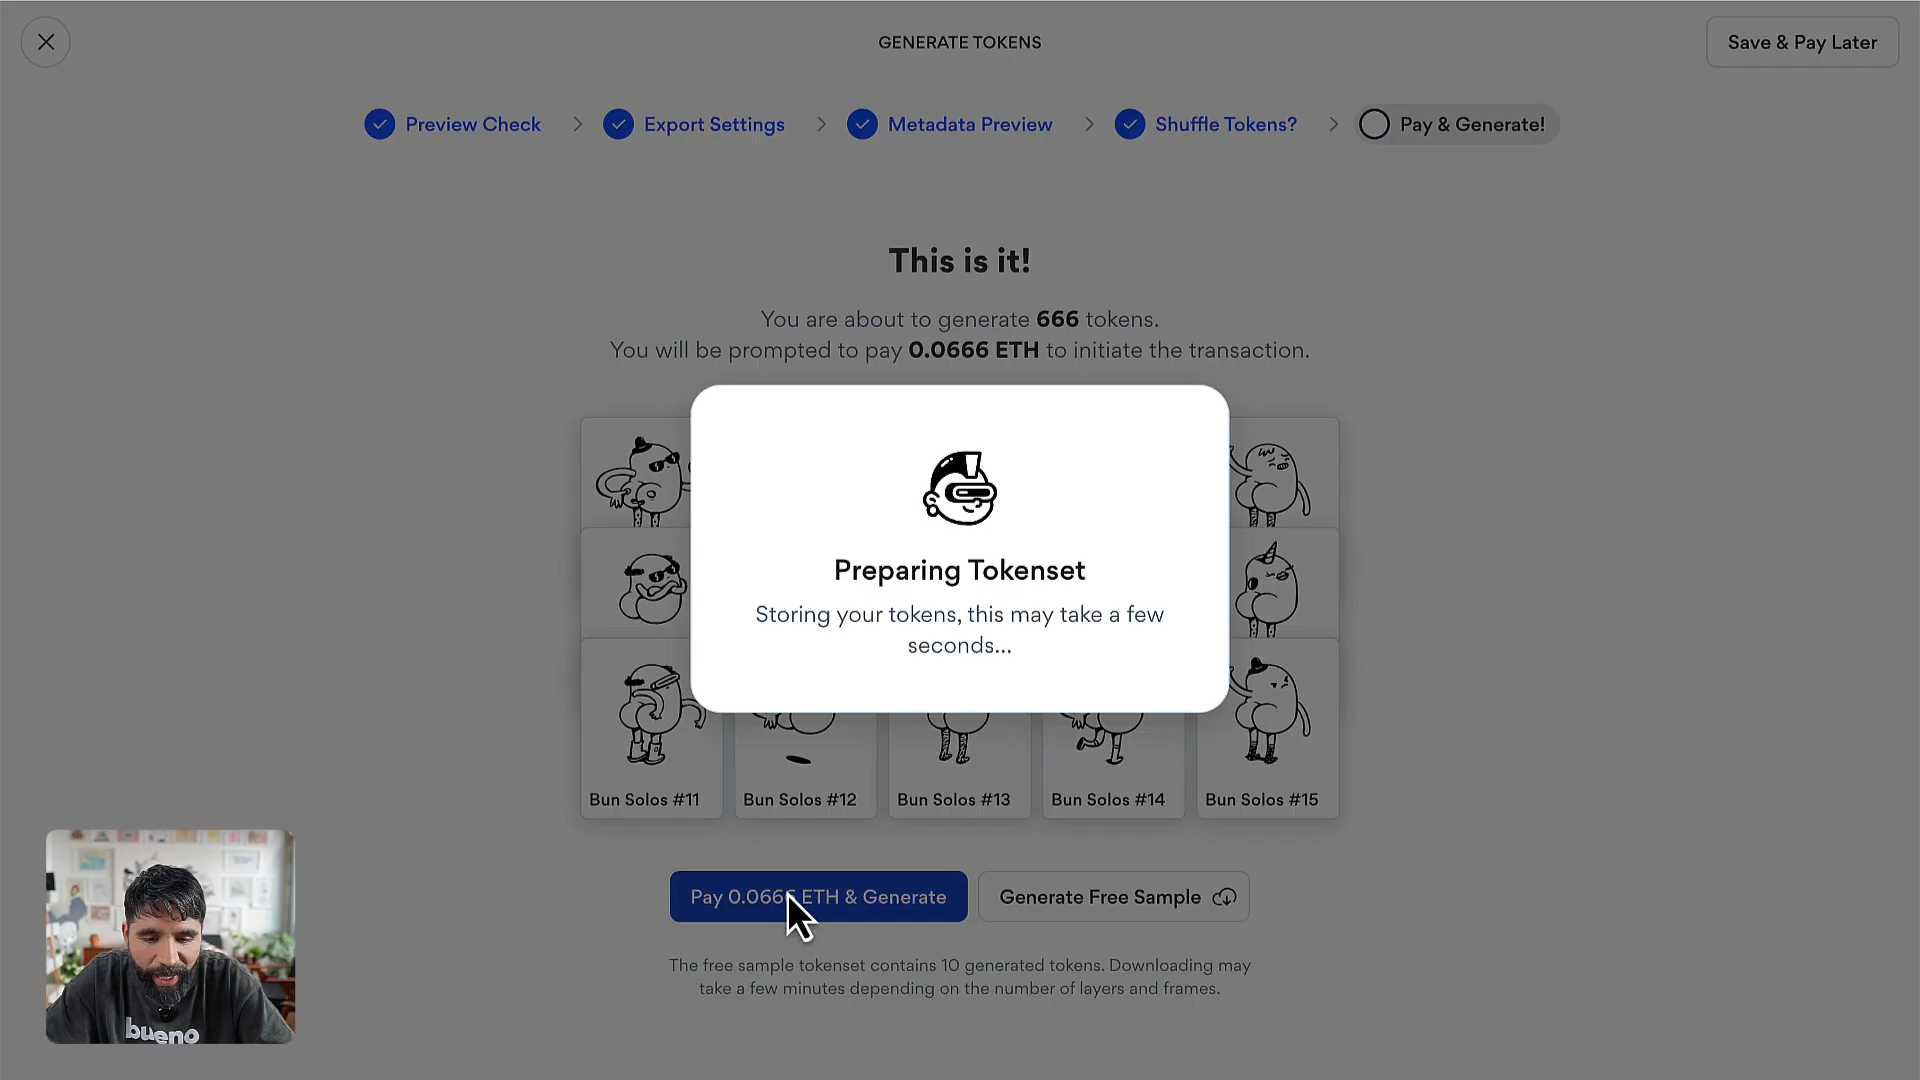 GENERATE TOKENS
Save & Pay Later
Preview Check
Export Settings
Metadata Preview
Shuffle Tokens?
Pay & Generate!
This is it!
You are about to generate 666 tokens.
You will be prompted to pay 0.0666 ETH to initiate the transaction.
Preparing Tokenset
Storing your tokens, this may take a few
seconds...
Bun Solos #11
Bun Solos #12
Bun Solos #13
Bun Solos #14
Bun Solos #15
Pay 0.0666 ETH & Generate
Generate Free Sample
The free sample tokenset contains 10 generated tokens. Downloading may
take a few minutes depending on the number of layers and frames.
bueno